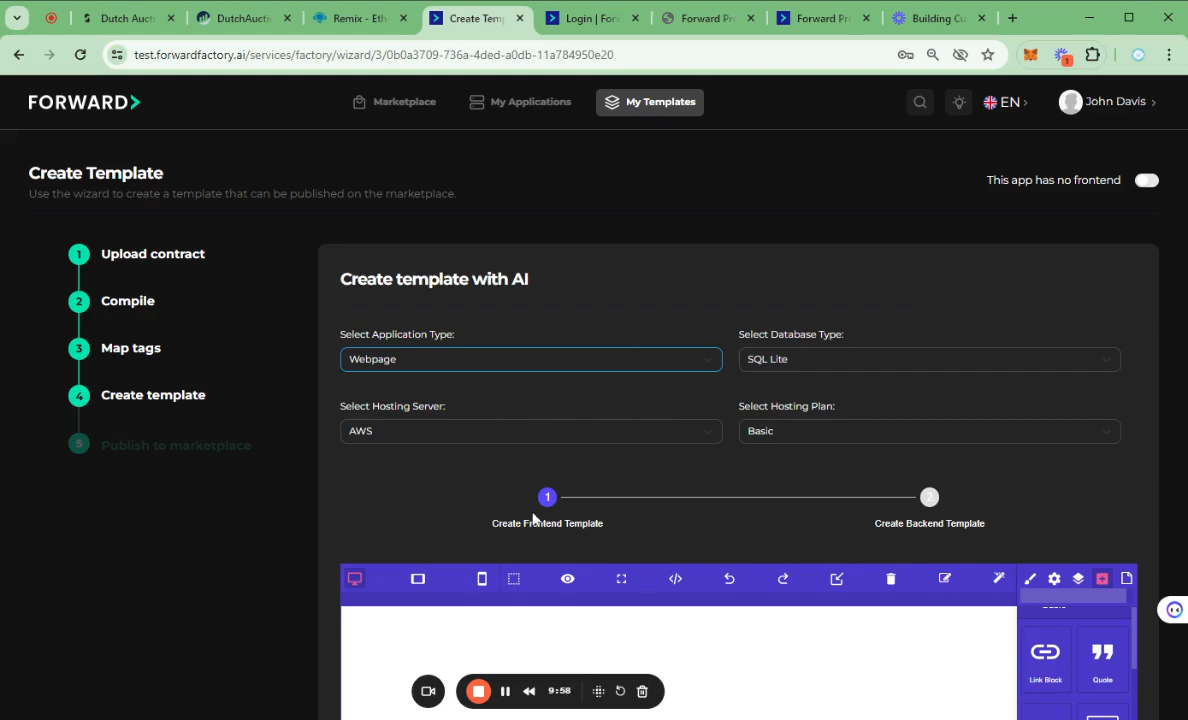 Dutch Aucti
DutchAuctio
Remix - Eth
Create Temp
Login | For
Forward Pr
Forward Pr
Building Cu
test.forwardfactory.ai/services/factory/wizard/3/0b0a3709-736a-4ded-a0db-11a784950e20
1
FORWARD
Marketplace
My Applications
My Templates
EN
John Davis
Create Template
Use the wizard to create a template that can be published on the marketplace.
This app has no frontend
1 Upload contract
2 Compile
3 Map tags
4 Create template
5 Publish to marketplace
Create template with AI
Select Application Type:
Select Database Type:
Webpage
SQL Lite
Select Hosting Server:
Select Hosting Plan:
AWS
Basic
1
2
Create Frontend Template
Create Backend Template
Link Block
Quote
9:58